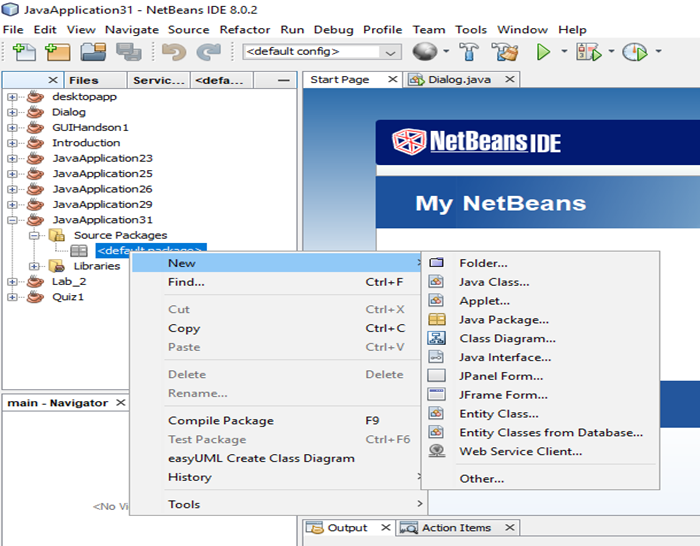 JavaApplication31 - NetBeans IDE 8.0.2
File Edit View Navigate Source Refactor Run Debug Profile Team Tools Window Help
<default config>
Files Servic... <defa...
Start Page Dialog.java
desktopapp
Dialog
GUIHandson1
Introduction
JavaApplication23
JavaApplication25
JavaApplication26
JavaApplication29
JavaApplication31
Source Packages
<default package>
Libraries
Lab_2
Quiz1
NetBeans IDE
My NetBeans
New
Find... Ctrl+F
Cut Ctrl+X
Copy Ctrl+C
Paste Ctrl+V
Delete Delete
Rename...
Compile Package F9
Test Package Ctrl+F6
easyUML Create Class Diagram
History
Tools
Folder...
Java Class...
Applet...
Java Package...
Class Diagram...
Java Interface...
JPanel Form...
JFrame Form...
Entity Class...
Entity Classes from Database...
Web Service Client...
Other...
main - Navigator
<No Vi
Output Action Items